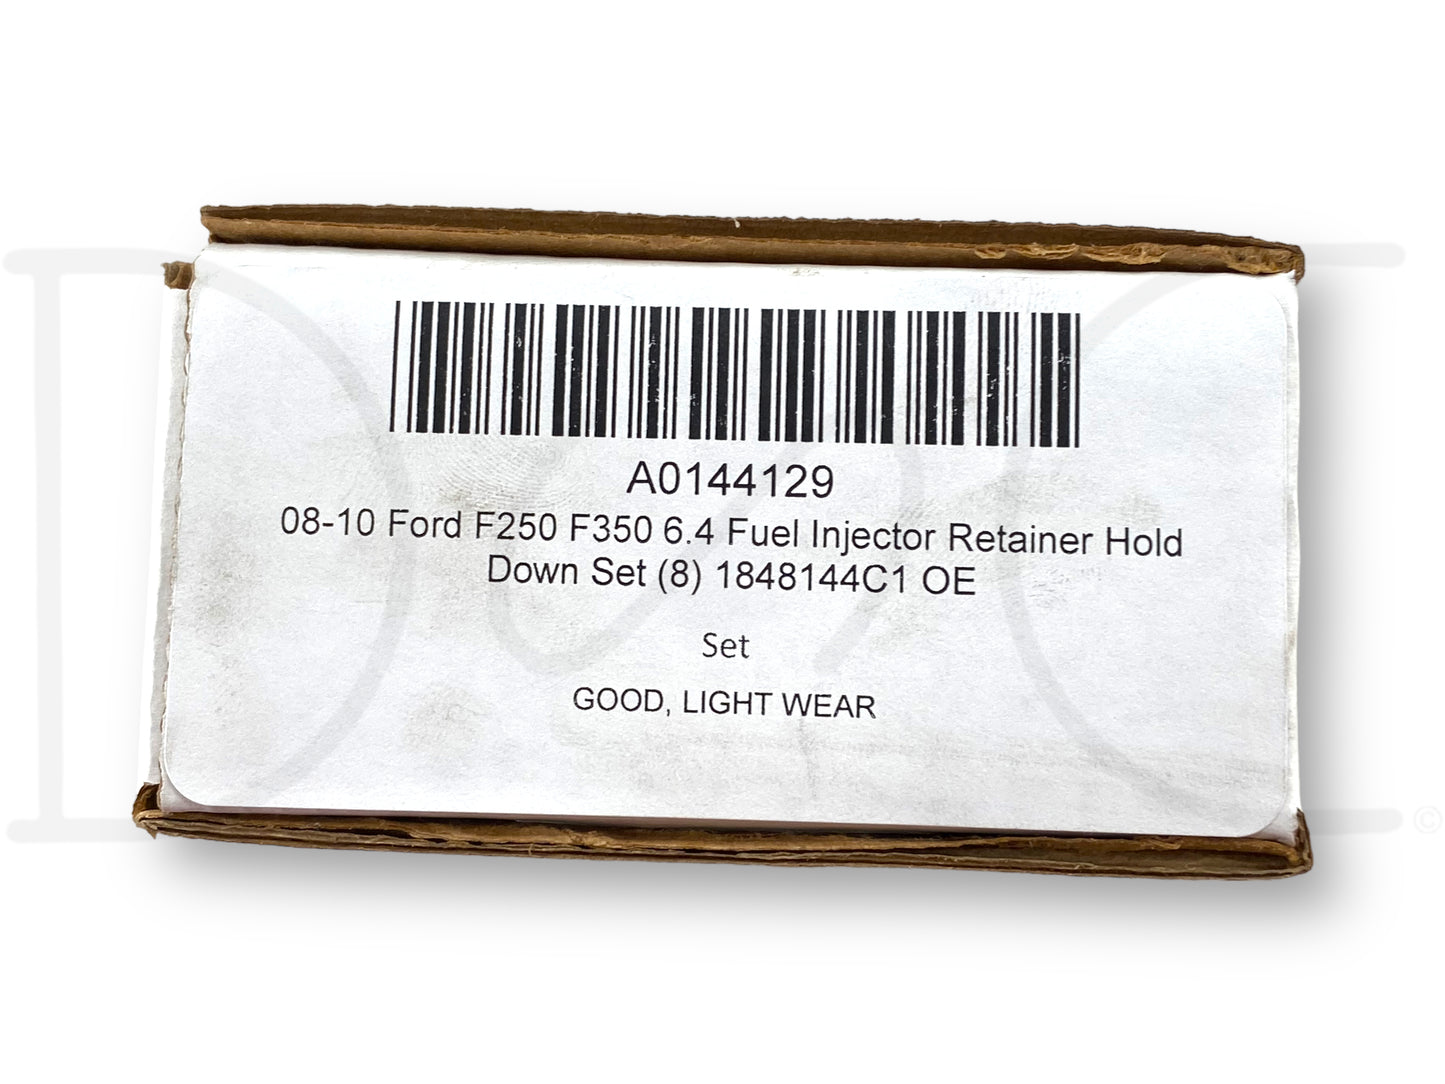 A0144129
08-10 Ford F250 F350 6.4 Fuel Injector Retainer Hold
Down Set (8) 1848144C1 OE
Set
GOOD, LIGHT WEAR
©